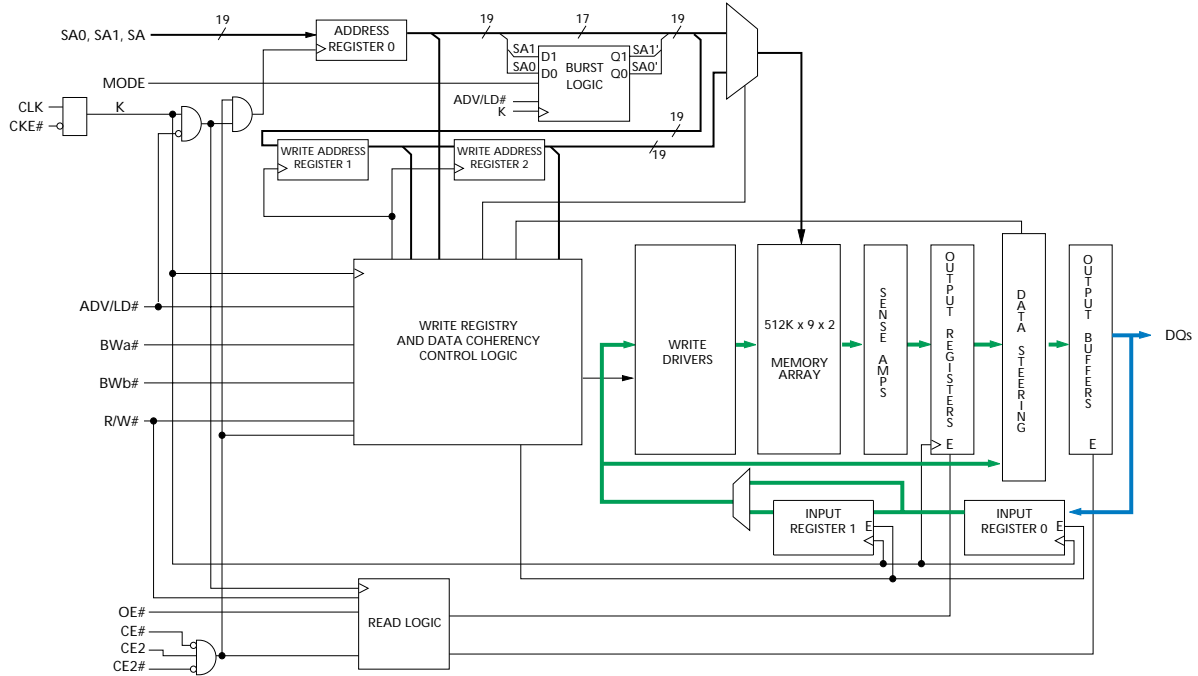 19
19
17
19
SA0, SA1, SA
ADDRESS
REGISTER 0
SA1
SA0
D1
D0
BURST
LOGIC
Q1
Q0
SA1'
SA0'
MODE
ADV/LD#
K
CLK
CKE#
K
19
19
WRITE ADDRESS
REGISTER 1
WRITE ADDRESS
REGISTER 2
ADV/LD#
BWa#
BWb#
R/W#
WRITE REGISTRY
AND DATA COHERENCY
CONTROL LOGIC
WRITE
DRIVERS
512K x 9 x 2
MEMORY
ARRAY
SENSE AMPS
OUTPUT REGISTERS
E
DATA STEERING
OUTPUT BUFFERS
E
DQs
INPUT
REGISTER 1
E
INPUT
REGISTER 0
E
OE#
CE#
CE2
CE2#
READ LOGIC